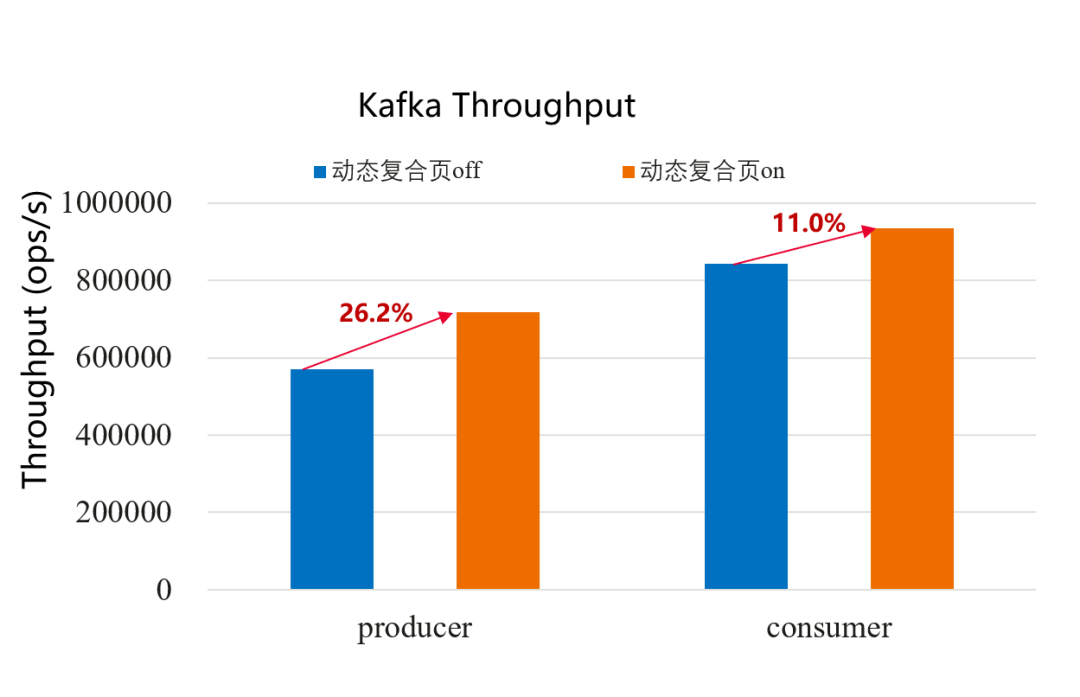 Kafka Throughput
动态复合页off
动态复合页on
Throughput (ops/s)
1000000
800000
600000
400000
200000
0
26.2%
11.0%
producer
consumer